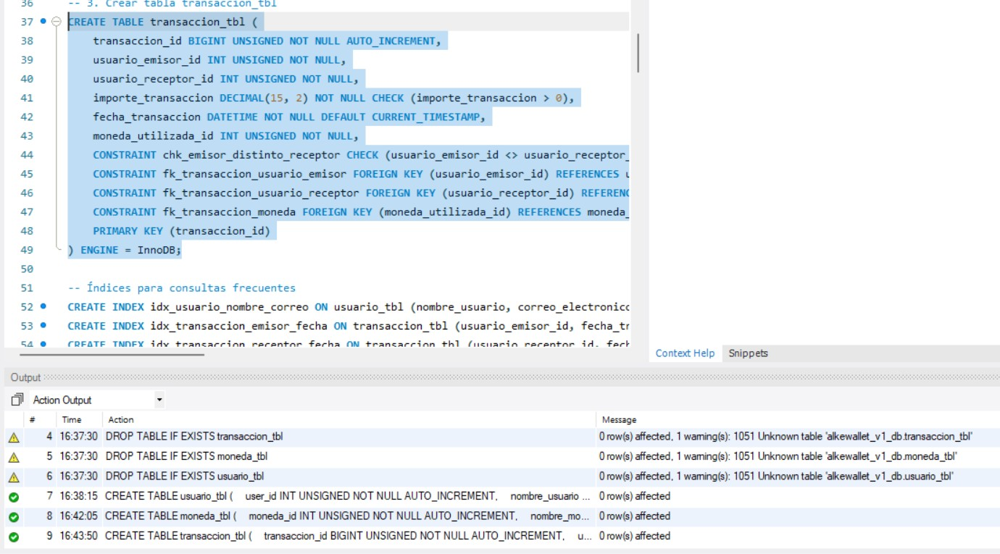 36 -- 3. Crear tabla transaccion_tbl
37 CREATE TABLE transaccion_tbl (
38 transaccion_id BIGINT UNSIGNED NOT NULL AUTO_INCREMENT,
39 usuario_emisor_id INT UNSIGNED NOT NULL,
40 usuario_receptor_id INT UNSIGNED NOT NULL,
41 importe_transaccion DECIMAL(15, 2) NOT NULL CHECK (importe_transaccion > 0),
42 fecha_transaccion DATETIME NOT NULL DEFAULT CURRENT_TIMESTAMP,
43 moneda_utilizada_id INT UNSIGNED NOT NULL,
44 CONSTRAINT chk_emisor_distinto_receptor CHECK (usuario_emisor_id <> usuario_receptor_
45 CONSTRAINT fk_transaccion_usuario_emisor FOREIGN KEY (usuario_emisor_id) REFERENCES u
46 CONSTRAINT fk_transaccion_usuario_receptor FOREIGN KEY (usuario_receptor_id) REFERENC
47 CONSTRAINT fk_transaccion_moneda FOREIGN KEY (moneda_utilizada_id) REFERENCES moneda_
48 PRIMARY KEY (transaccion_id)
49 ) ENGINE = InnoDB;
50
51 -- Índices para consultas frecuentes
52 CREATE INDEX idx_usuario_nombre_correo ON usuario_tbl (nombre_usuario, correo_electronico
53 CREATE INDEX idx_transaccion_emisor_fecha ON transaccion_tbl (usuario_emisor_id, fecha_tr
54 CREATE INDEX idx_transaccion_receptor_fecha ON transaccion_tbl (usuario_receptor_id, fech
Context Help Snippets
Output
Action Output
# Time Action Message
4 16:37:30 DROP TABLE IF EXISTS transaccion_tbl 0 row(s) affected, 1 warning(s): 1051 Unknown table 'alkewallet_v1_db.transaccion_tbl'
5 16:37:30 DROP TABLE IF EXISTS moneda_tbl 0 row(s) affected, 1 warning(s): 1051 Unknown table 'alkewallet_v1_db.moneda_tbl'
6 16:37:30 DROP TABLE IF EXISTS usuario_tbl 0 row(s) affected, 1 warning(s): 1051 Unknown table 'alkewallet_v1_db.usuario_tbl'
7 16:38:15 CREATE TABLE usuario_tbl ( user_id INT UNSIGNED NOT NULL AUTO_INCREMENT, nombre_usuario ... 0 row(s) affected
8 16:42:05 CREATE TABLE moneda_tbl ( moneda_id INT UNSIGNED NOT NULL AUTO_INCREMENT, nombre_mo... 0 row(s) affected
9 16:43:50 CREATE TABLE transaccion_tbl ( transaccion_id BIGINT UNSIGNED NOT NULL AUTO_INCREMENT, u... 0 row(s) affected